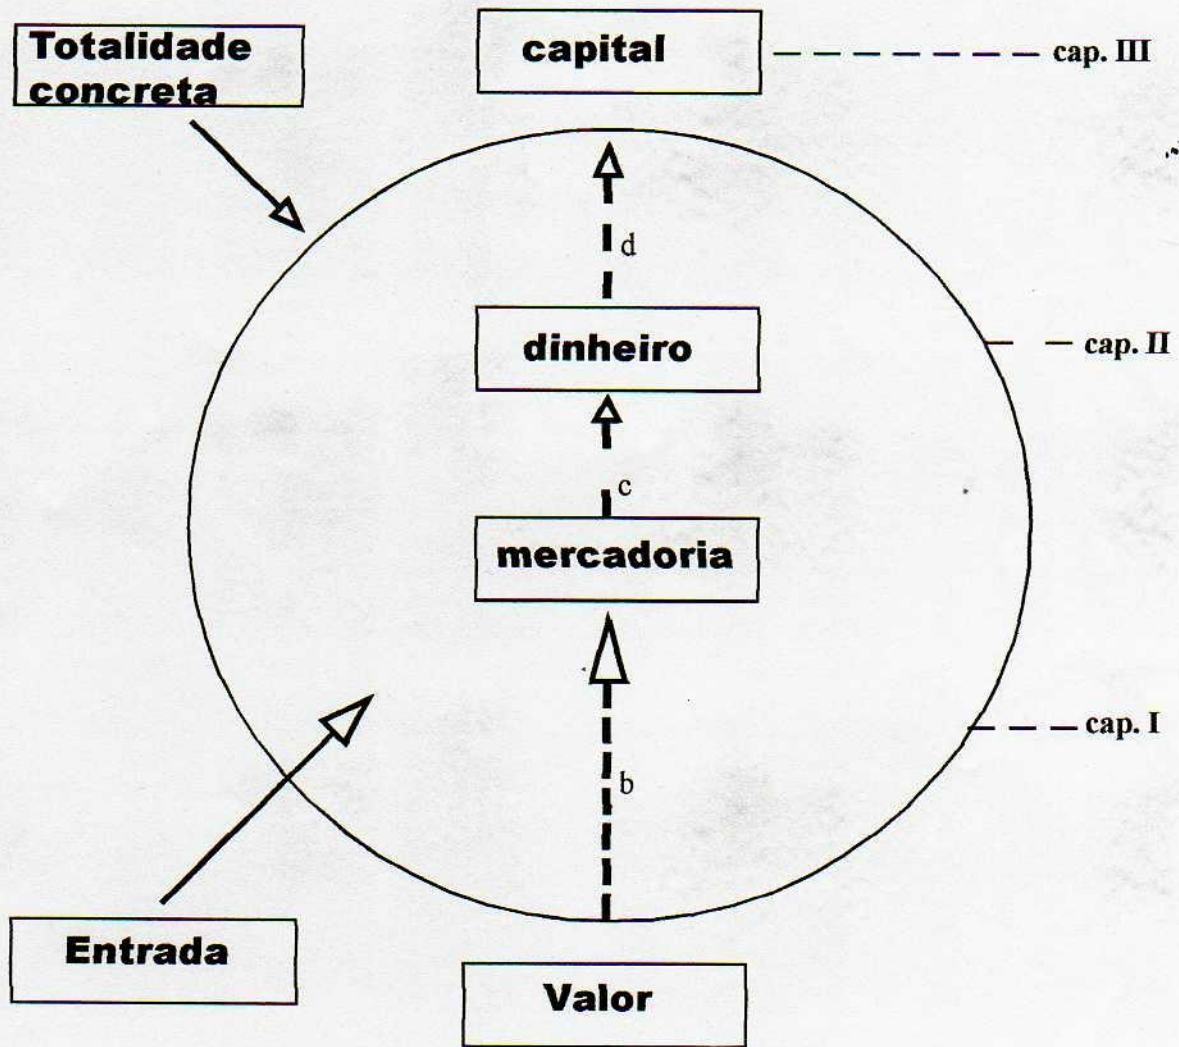 Totalidade
concreta
capital
cap. III
d
dinheiro
cap. II
c
mercadoria
cap. I
b
Entrada
Valor